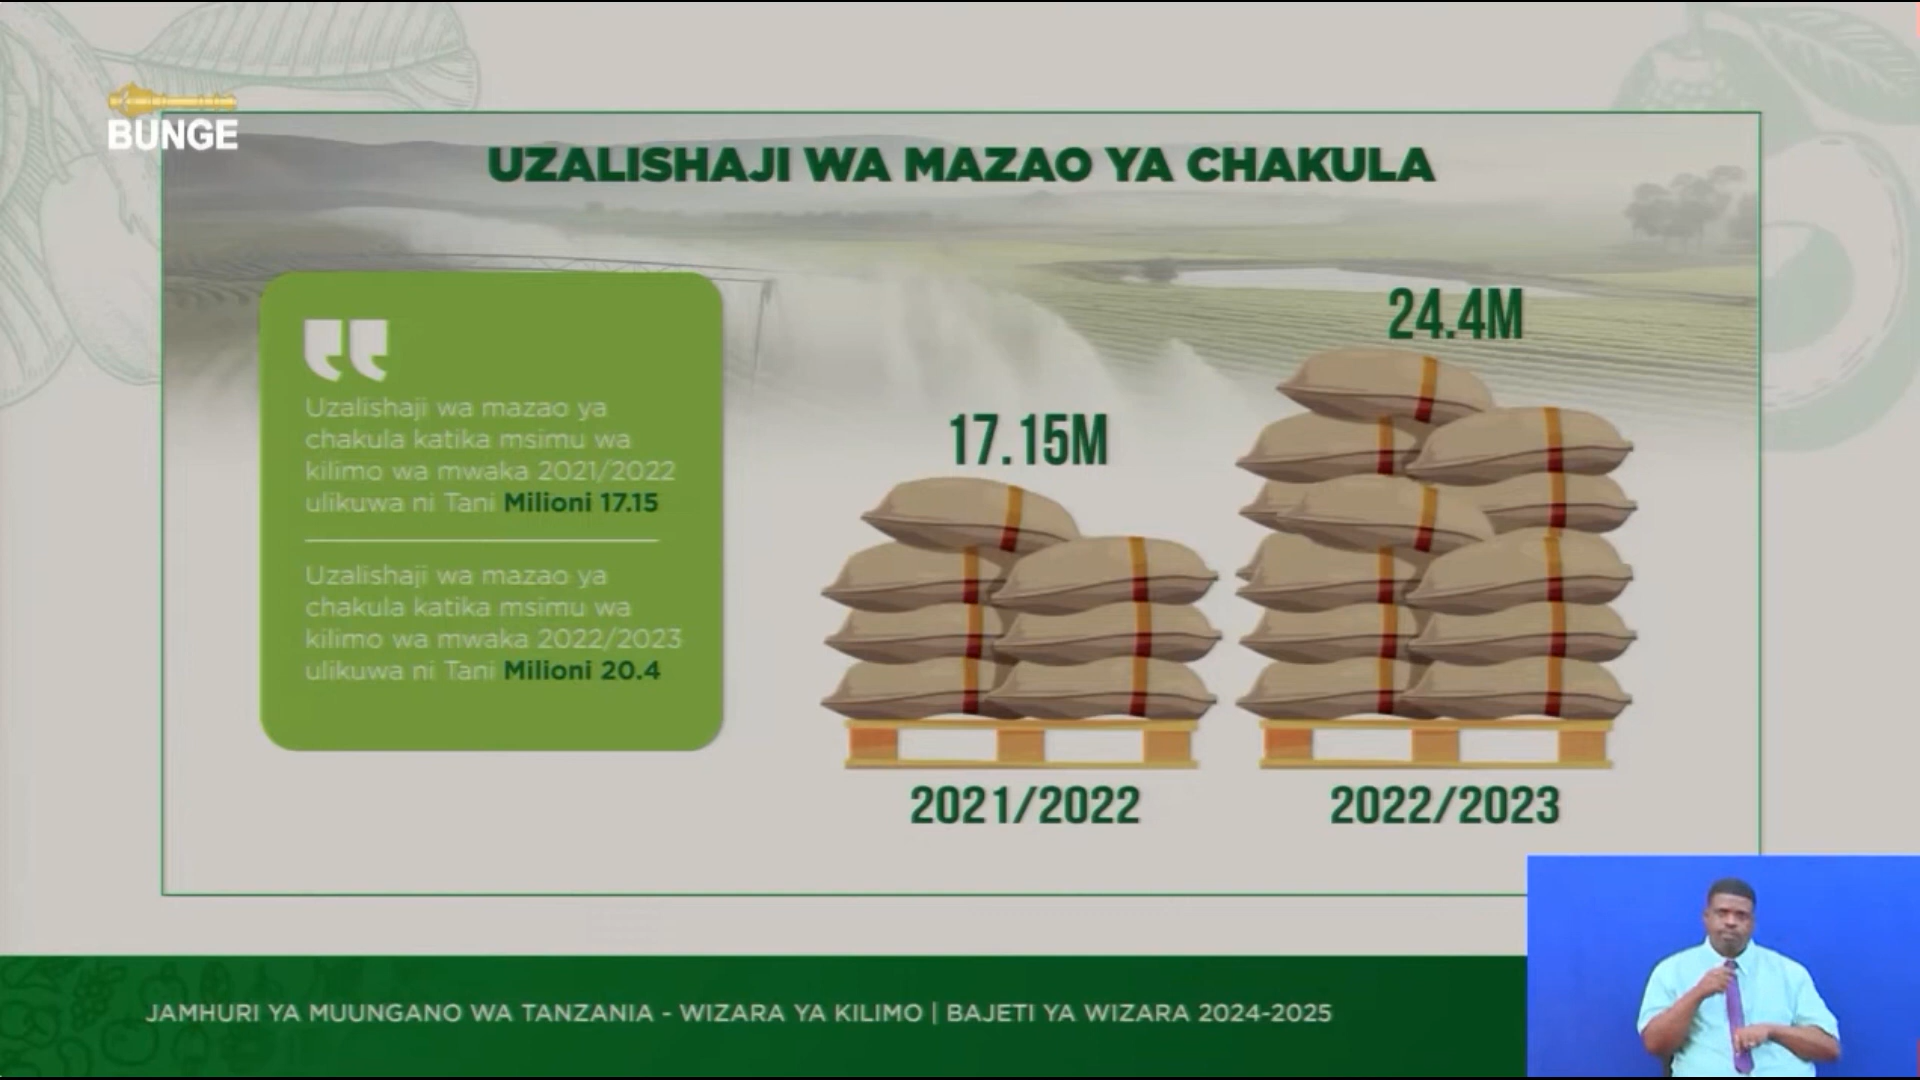 BUNGE
UZALISHAJI WA MAZAO YA CHAKULA
Uzalishaji wa mazao ya
chakula katika msimu wa
kilimo wa mwaka 2021/2022
ulikuwa ni Tani Milioni 17.15
Uzalishaji wa mazao ya
chakula katika msimu wa
kilimo wa mwaka 2022/2023
ulikuwa ni Tani Milioni 20.4
17.15M
2021/2022
24.4M
2022/2023
JAMHURI YA MUUNGANO WA TANZANIA - WIZARA YA KILIMO | BAJETI YA WIZARA 2024-2025